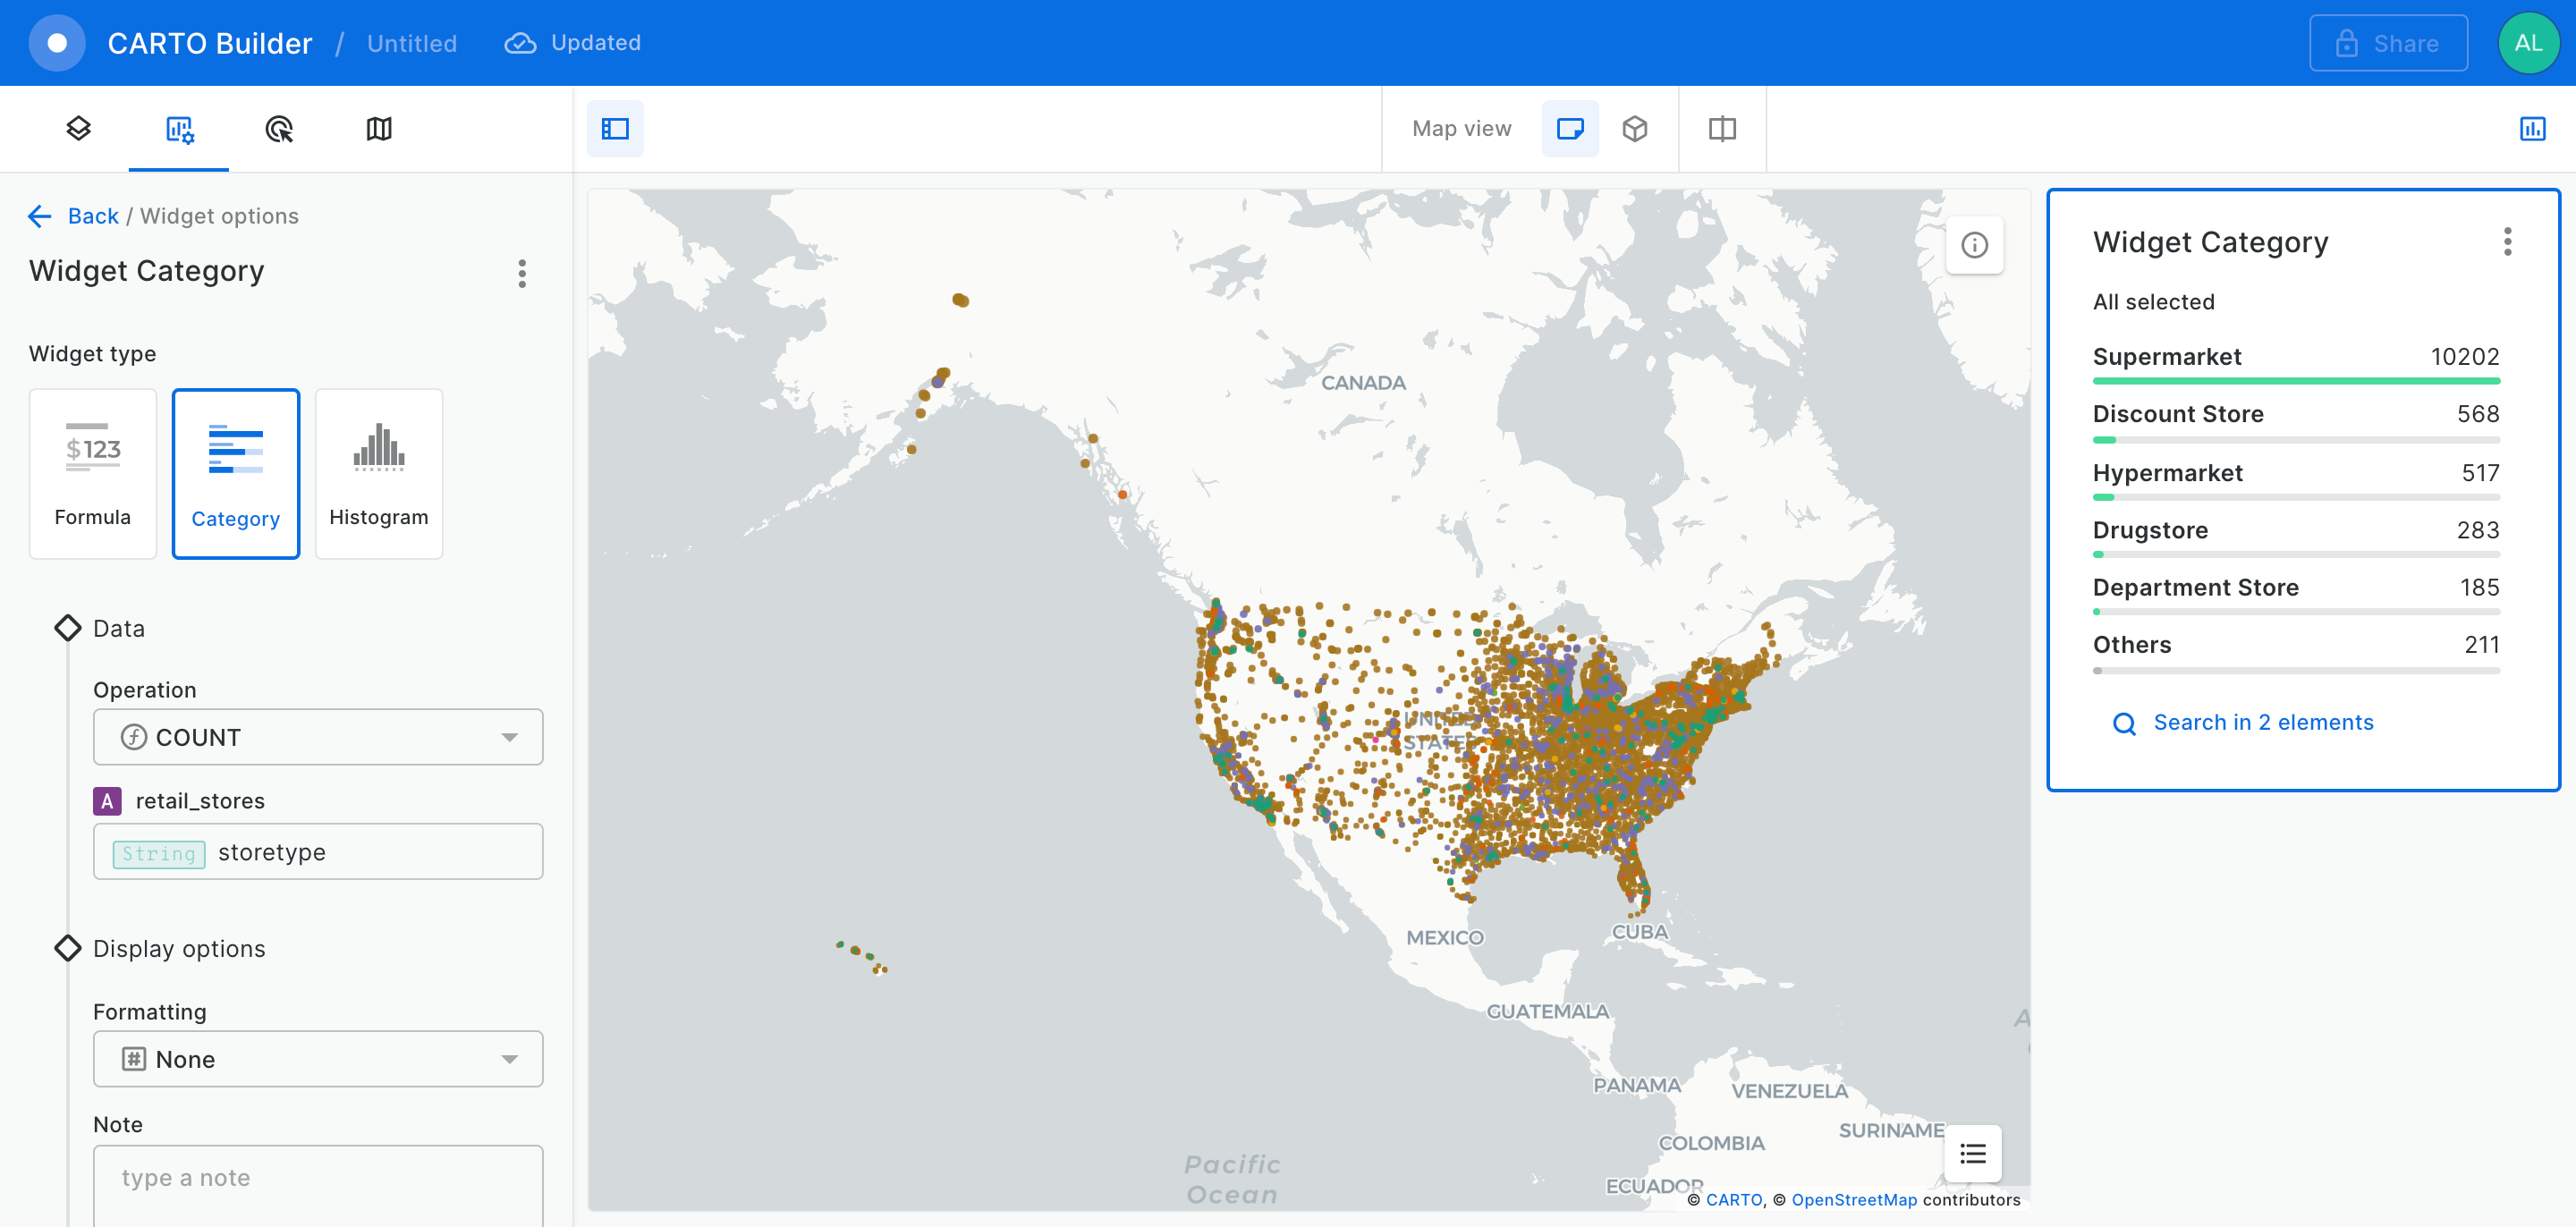 CARTO Builder / Untitled Updated Share AL
Map view
Back / Widget options
Widget Category
Widget type
$123
Formula Category Histogram
Data
Operation
COUNT
A retail_stores
String storetype
Display options
Formatting
# None
Note
type a note
CANADA
UNITED
STATES
MEXICO
CUBA
GUATEMALA
PANAMA
VENEZUELA
COLOMBIA
SURINAME
ECUADOR
Pacific
Ocean
A
© CARTO, © OpenStreetMap contributors
Widget Category
All selected
Supermarket 10202
Discount Store 568
Hypermarket 517
Drugstore 283
Department Store 185
Others 211
Search in 2 elements